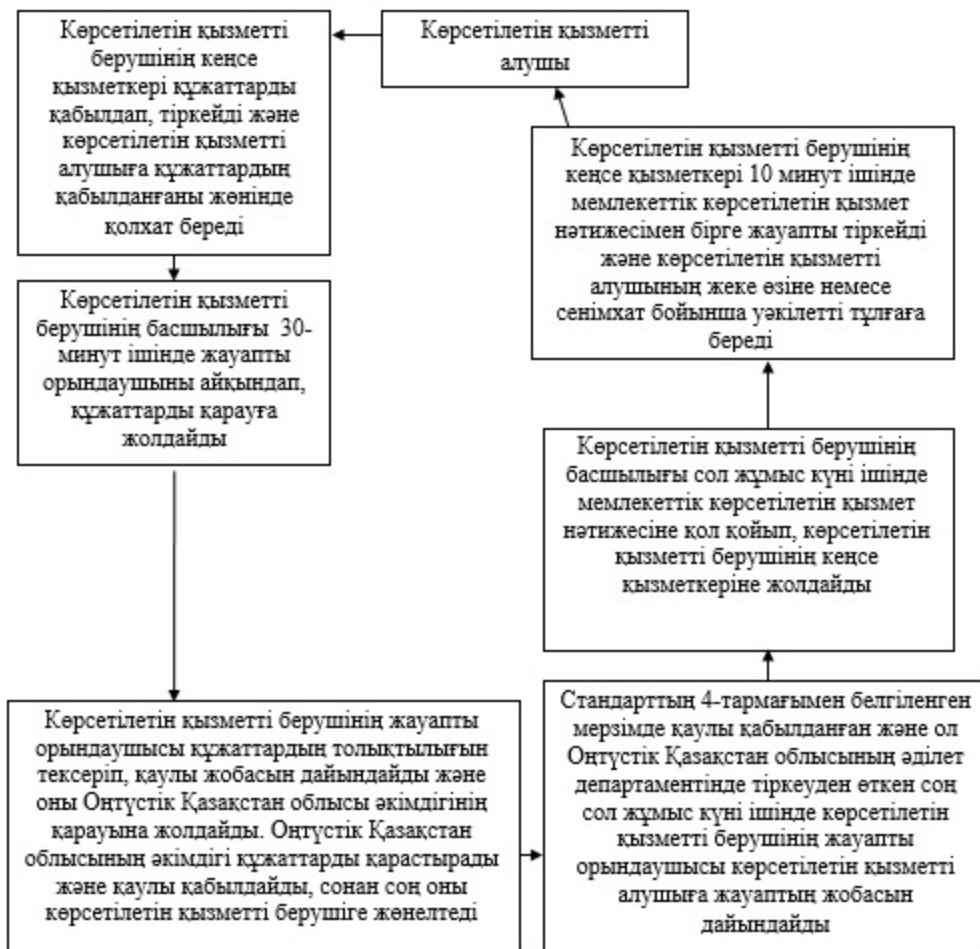 Көрсетілетін қызметті
алушы
Көрсетілетін қызметті
берушінің кеңсе
қызметкері құжаттарды
қабылдап, тіркейді және
көрсетілетін қызметті
алушыға құжаттардың
қабылданғаны жөнінде
қолхат береді
Көрсетілетін қызметті
берушінің басшылығы 30-
минут ішінде жауапты
орындаушыны айқындап,
құжаттарды қарауға
жолдайды
Көрсетілетін қызметті берушінің жауапты
орындаушысы құжаттардың толықтылығын
тексеріп, қаулы жобасын дайындайды және
оны Оңтүстік Қазақстан облысы әкімдігінің
қарауына жолдайды. Оңтүстік Қазақстан
облысының әкімдігі құжаттарды қарастырады
және қаулы қабылдайды, сонан соң оны
көрсетілетін қызметті берушіге жөнелтеді
Стандарттың 4-тармағымен белгіленген
мерзімде қаулы қабылданған және ол
Оңтүстік Қазақстан облысының әділет
департаментінде тіркеуден өткен соң
сол жұмыс күні ішінде көрсетілетін
қызметті берушінің жауапты
орындаушысы көрсетілетін қызметті
алушыға жауаптың жобасын
дайындайды
Көрсетілетін қызметті берушінің
басшылығы сол жұмыс күні ішінде
мемлекеттік көрсетілетін қызмет
нәтижесіне қол қойып, көрсетілетін
қызметті берушінің кеңсе
қызметкеріне жолдайды
Көрсетілетін қызметті берушінің
кеңсе қызметкері 10 минут ішінде
мемлекеттік көрсетілетін қызмет
нәтижесімен бірге жауапты тіркейді
және көрсетілетін қызметті
алушының жеке өзіне немесе
сенімхат бойынша уәкілетті тұлғаға
береді